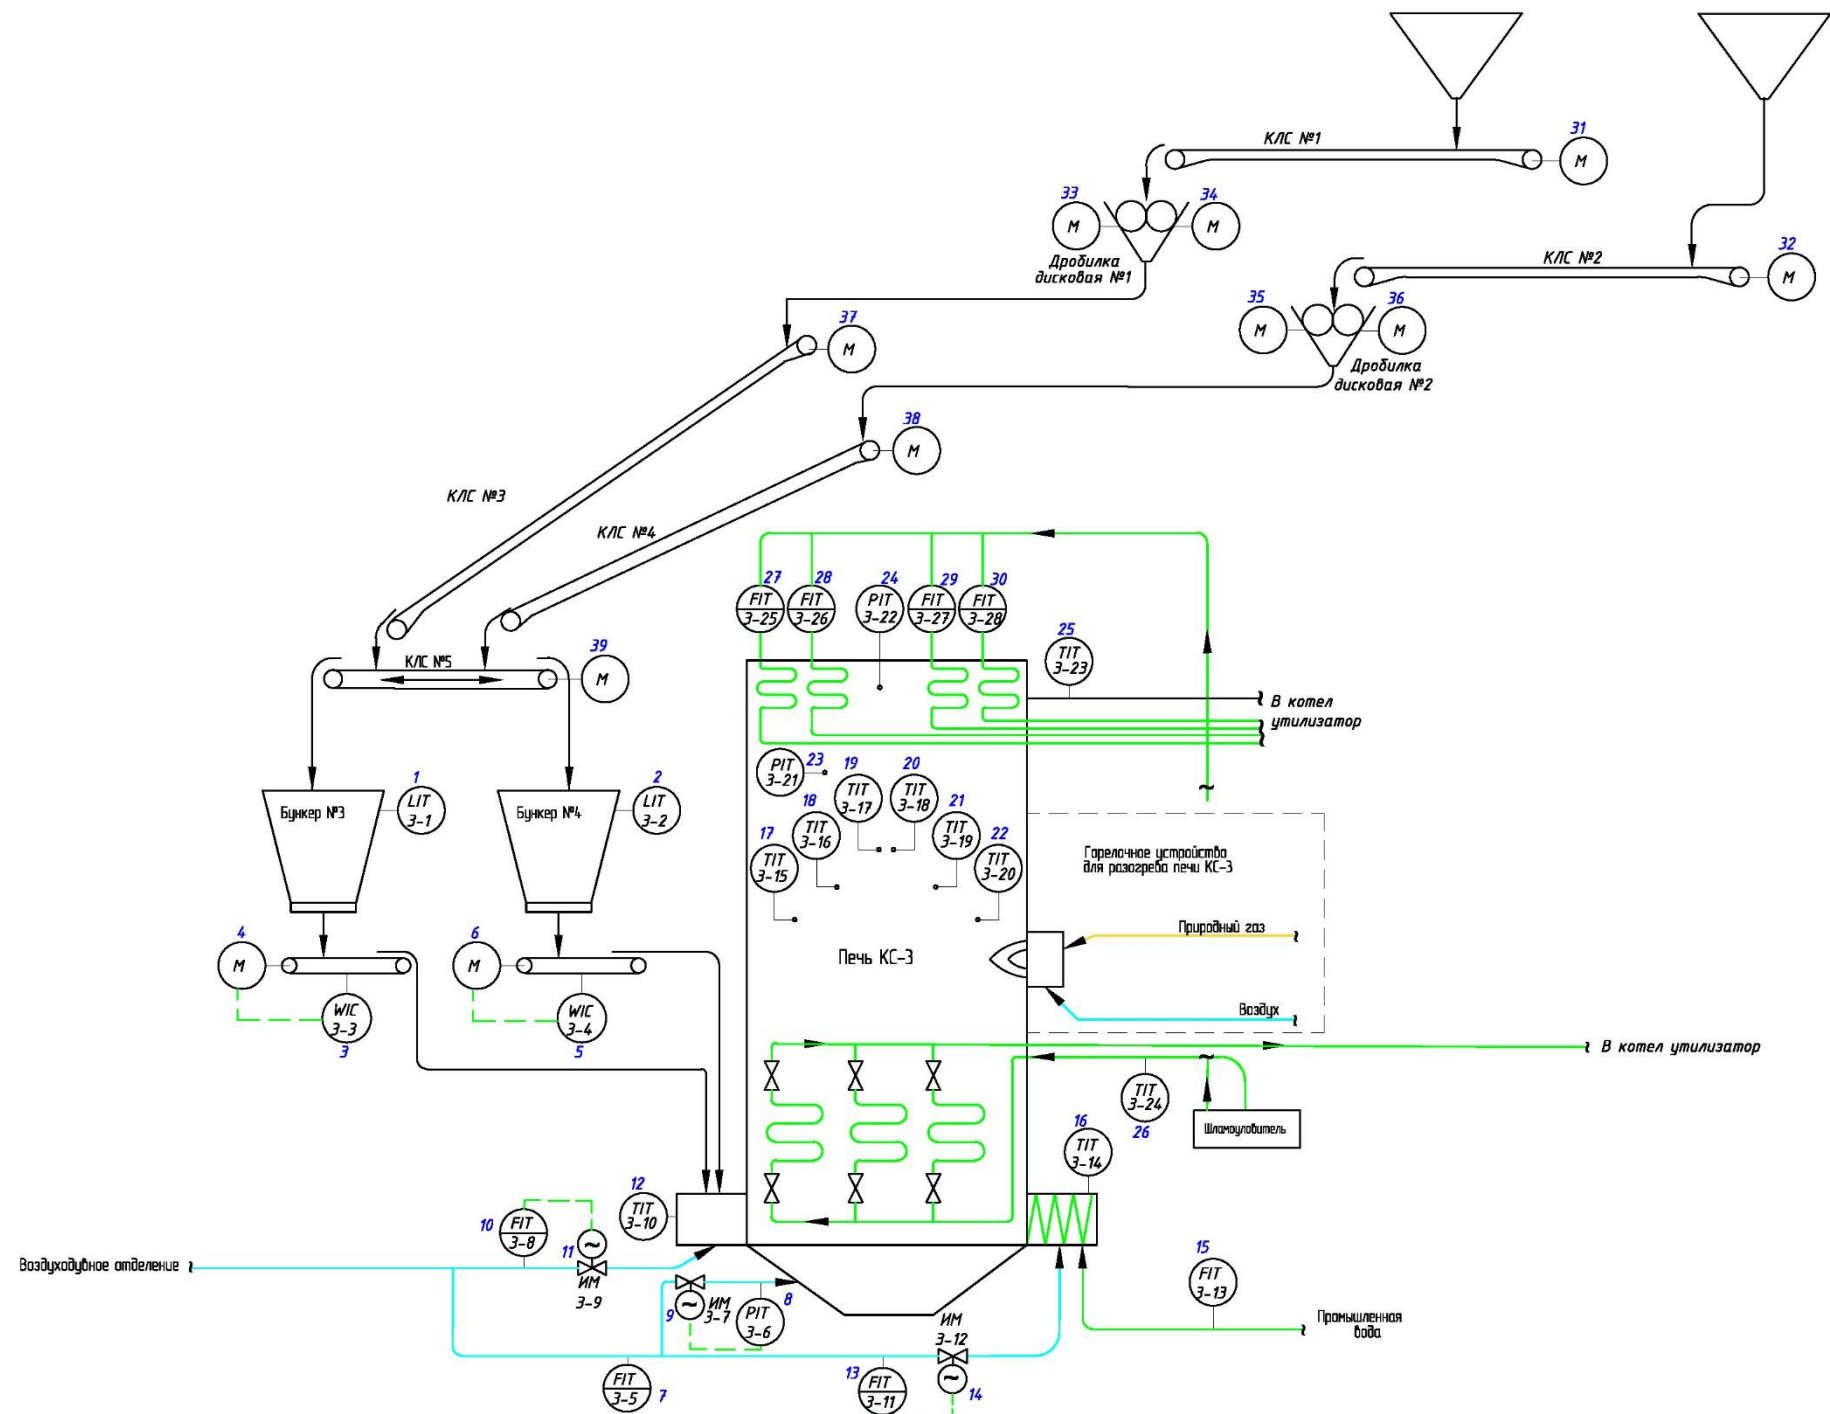 31
КЛС №1
M
33
34
M
M
Дробилка
дисковая №1
32
КЛС №2
M
35
36
M
M
Дробилка
дисковая №2
37
M
38
M
КЛС №3
КЛС №4
27
28
24
29
30
FIT
3-25
FIT
3-26
PIT
3-22
FIT
3-27
FIT
3-28
39
КЛС №5
M
25
TIT
3-23
В котел
утилизатор
PIT
3-21
23
19
20
TIT
3-17
TIT
3-18
18
21
TIT
3-16
TIT
3-19
17
22
TIT
3-15
TIT
3-20
1
2
Бункер №3
LIT
3-1
Бункер №4
LIT
3-2
Горелочное устройство
для разогрева печи КС-3
Природный газ
Воздух
4
6
M
M
Печь КС-3
WIC
3-3
WIC
3-4
3
5
В котел утилизатор
TIT
3-24
26
Шламоуловитель
16
TIT
3-14
12
TIT
3-10
10
FIT
3-8
11
~
ИМ
3-9
Воздуходувное отделение
15
FIT
3-13
Промышленная
вода
9
~
ИМ
3-7
8
PIT
3-6
ИМ
3-12
FIT
3-5
7
13
FIT
3-11
~
14